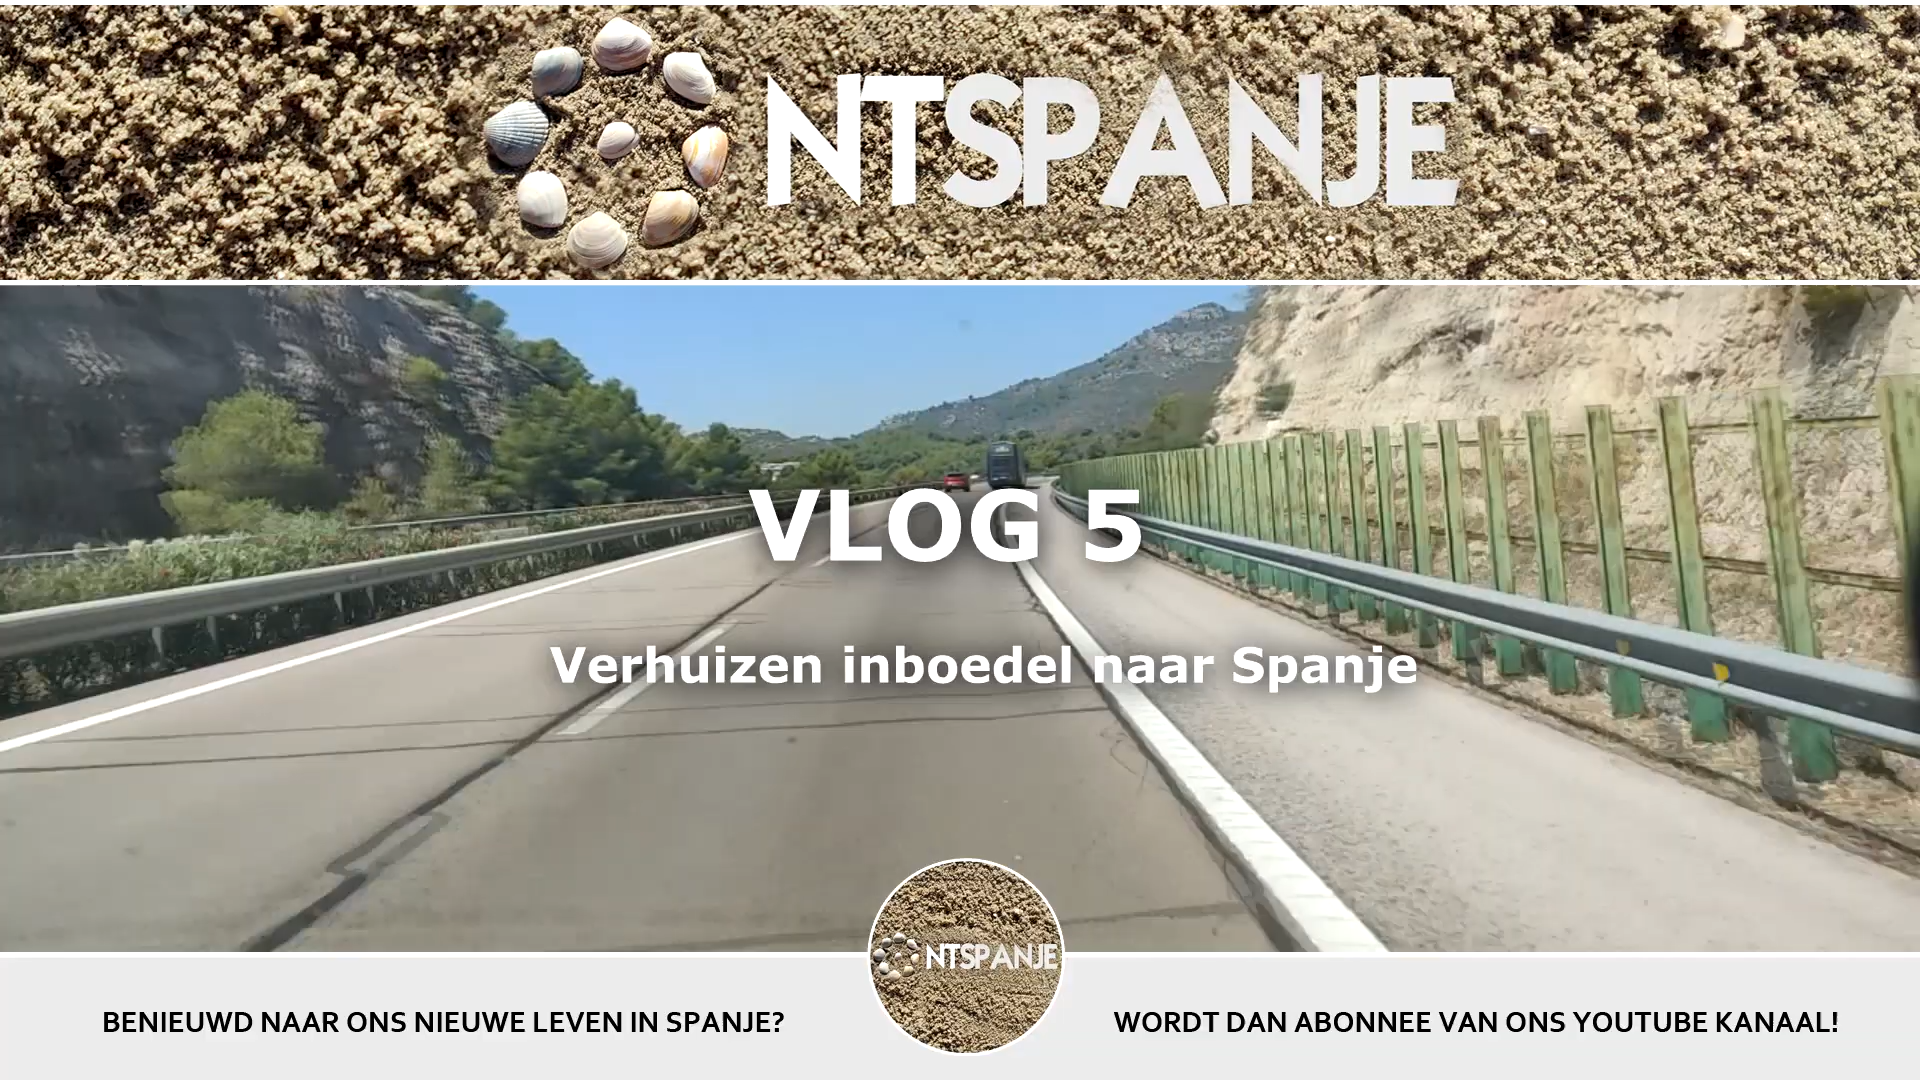 NTSPANJE
VLOG 5
Verhuizen inboedel naar Spanje
NTSPANJE
BENIEUWD NAAR ONS NIEUWE LEVEN IN SPANJE?
WORDT DAN ABONNEE VAN ONS YOUTUBE KANAAL!